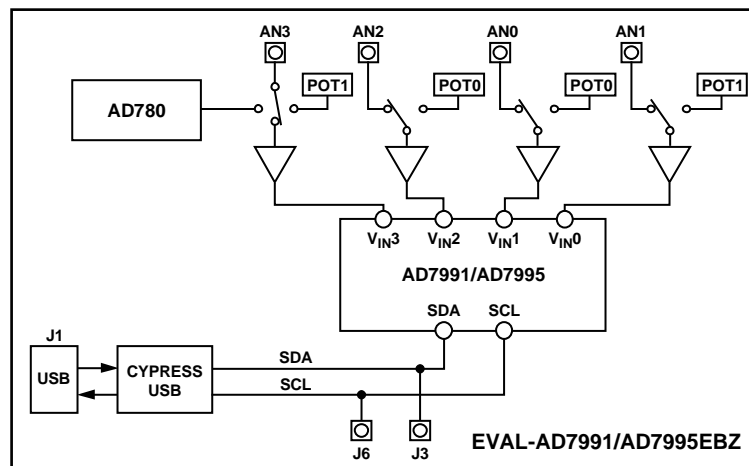 AN3 AN2 AN0 AN1
AD780 POT1 POT0 POT0 POT1
VIN3 VIN2 VIN1 VIN0
AD7991/AD7995
SDA SCL
J1
USB
CYPRESS
USB
SDA
SCL
J6 J3
EVAL-AD7991/AD7995EBZ